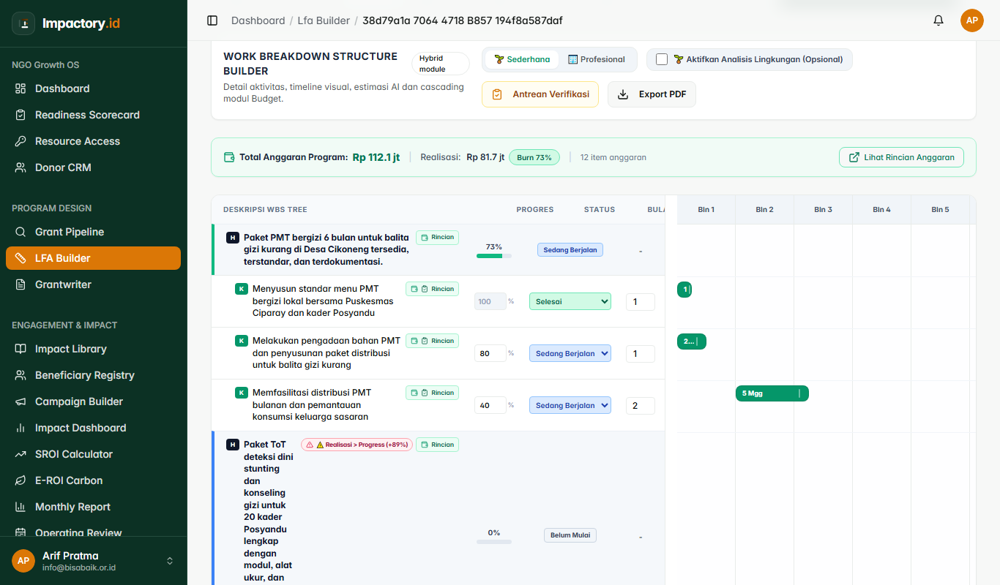 Impactory.id
NGO Growth OS
Dashboard
Readiness Scorecard
Resource Access
Donor CRM
PROGRAM DESIGN
Grant Pipeline
LFA Builder
Grantwriter
ENGAGEMENT & IMPACT
Impact Library
Beneficiary Registry
Campaign Builder
Impact Dashboard
SROI Calculator
E-ROI Carbon
Monthly Report
Operating Review
AP
Arif Pratma
info@bisabaik.or.id
Dashboard / Lfa Builder / 38d79a1a 7064 4718 B857 194f8a587daf
AP
WORK BREAKDOWN STRUCTURE
BUILDER
Hybrid
module
Detail aktivitas, timeline visual, estimasi AI dan cascading
modul Budget.
Sederhana
Profesional
Aktifkan Analisis Lingkungan (Opsional)
Antrean Verifikasi
Export PDF
Total Anggaran Program: Rp 112.1 jt
Realisasi: Rp 81.7 jt
Burn 73%
12 item anggaran
Lihat Rincian Anggaran
DESKRIPSI WBS TREE
PROGRES
STATUS
BULA
Bln 1
Bln 2
Bln 3
Bln 4
Bln 5
H
Paket PMT bergizi 6 bulan untuk balita
gizi kurang di Desa Cikoneng tersedia,
terstandar, dan terdokumentasi.
Rincian
73%
Sedang Berjalan
-
K
Menyusun standar menu PMT
bergizi lokal bersama Puskesmas
Ciparay dan kader Posyandu
Rincian
100 %
Selesai
1
1
K
Melakukan pengadaan bahan PMT
dan penyusunan paket distribusi
untuk balita gizi kurang
Rincian
80 %
Sedang Berjalan
1
2...
K
Memfasilitasi distribusi PMT
bulanan dan pemantauan
konsumsi keluarga sasaran
Rincian
40 %
Sedang Berjalan
2
5 Mgg
H
Paket ToT
deteksi dini
stunting
dan
konseling
gizi untuk
20 kader
Posyandu
lengkap
dengan
modul, alat
ukur, dan
Realisasi > Progress (+89%)
Rincian
0%
Belum Mulai
-